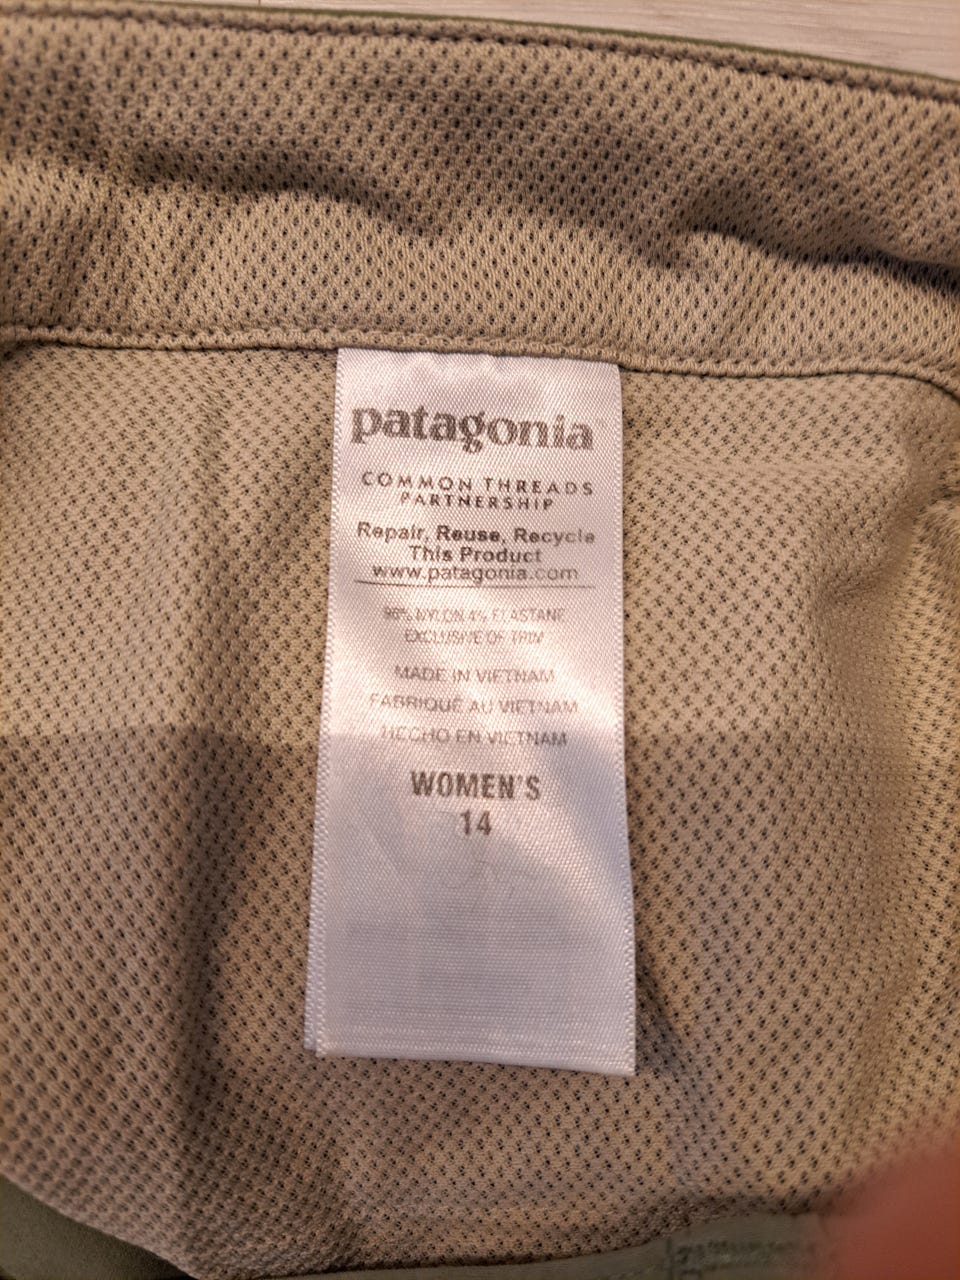 patagonia
COMMON THREADS
PARTNERSHIP
Repair, Reuse, Recycle
This Product
www.patagonia.com
96% NYLON 4% ELASTANE
EXCLUSIVE OF TRIM
MADE IN VIETNAM
FABRIQUÉ AU VIETNAM
HECHO EN VIETNAM
WOMEN'S
14